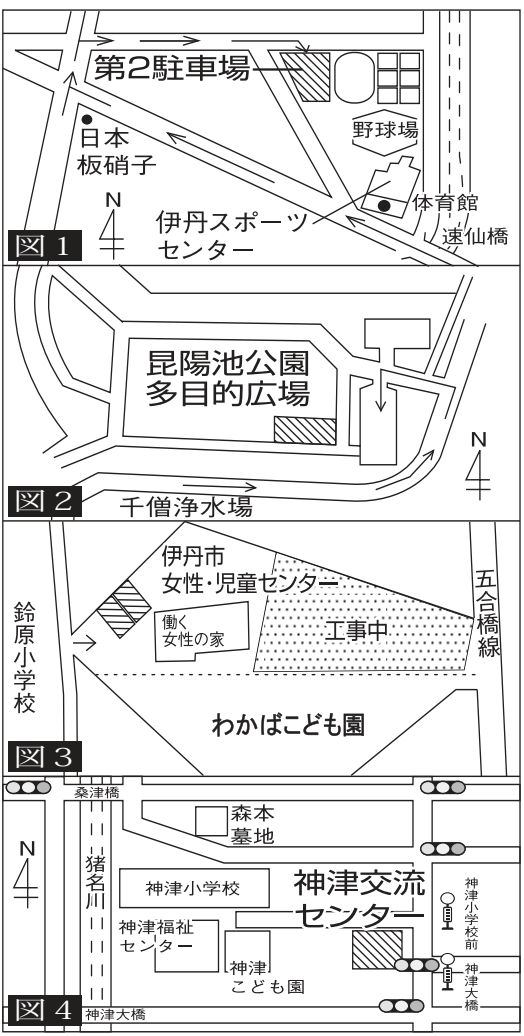 第2駐車場
野球場
日本
板硝子
体育館
N
伊丹スポーツ
センター
速仙橋
図1
昆陽池公園
多目的広場
N
図2
千僧浄水場
伊丹市
女性・児童センター
五合橋線
鈴原小学校
働く
女性の家
工事中
わかばこども園
図3
桑津橋
森本
墓地
N
猪名川
神津小学校
神津交流
センター
神津小学校前
神津福祉
センター
神津
こども園
神津大橋
図4
神津大橋